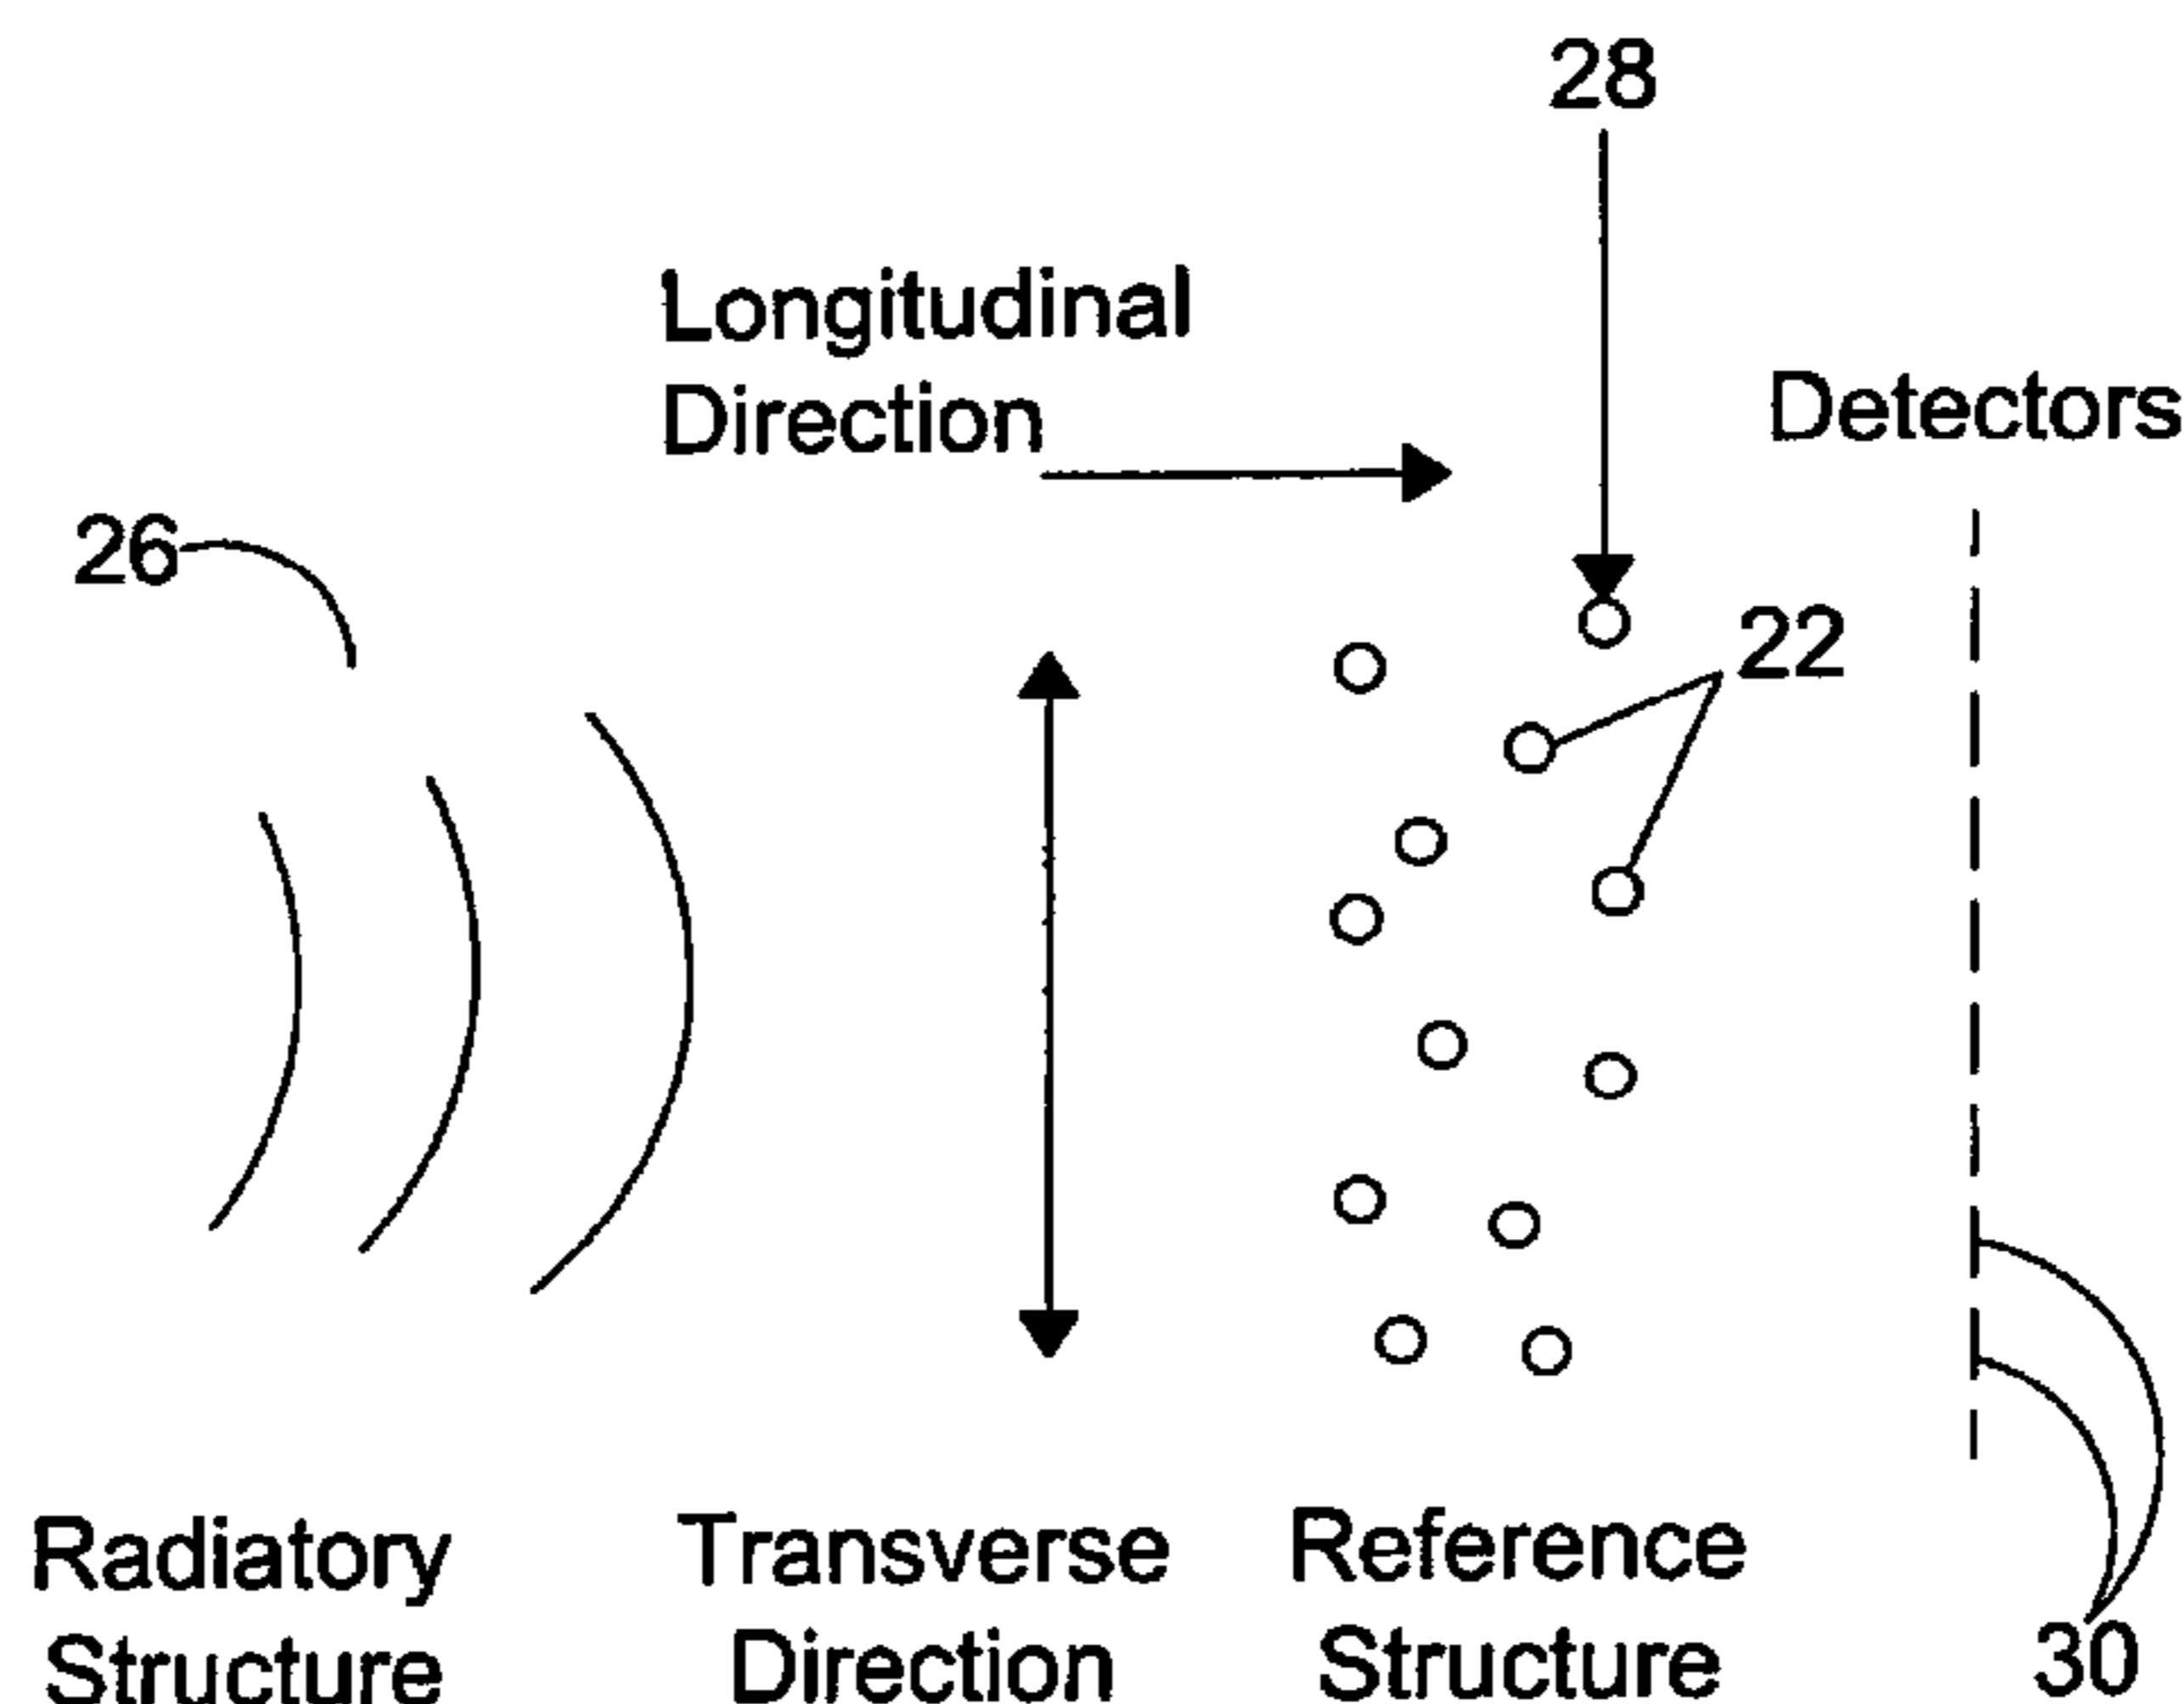 28
Longitudinal
Direction
Detectors
26
22
Radiatory
Structure
Transverse
Direction
Reference
Structure
30